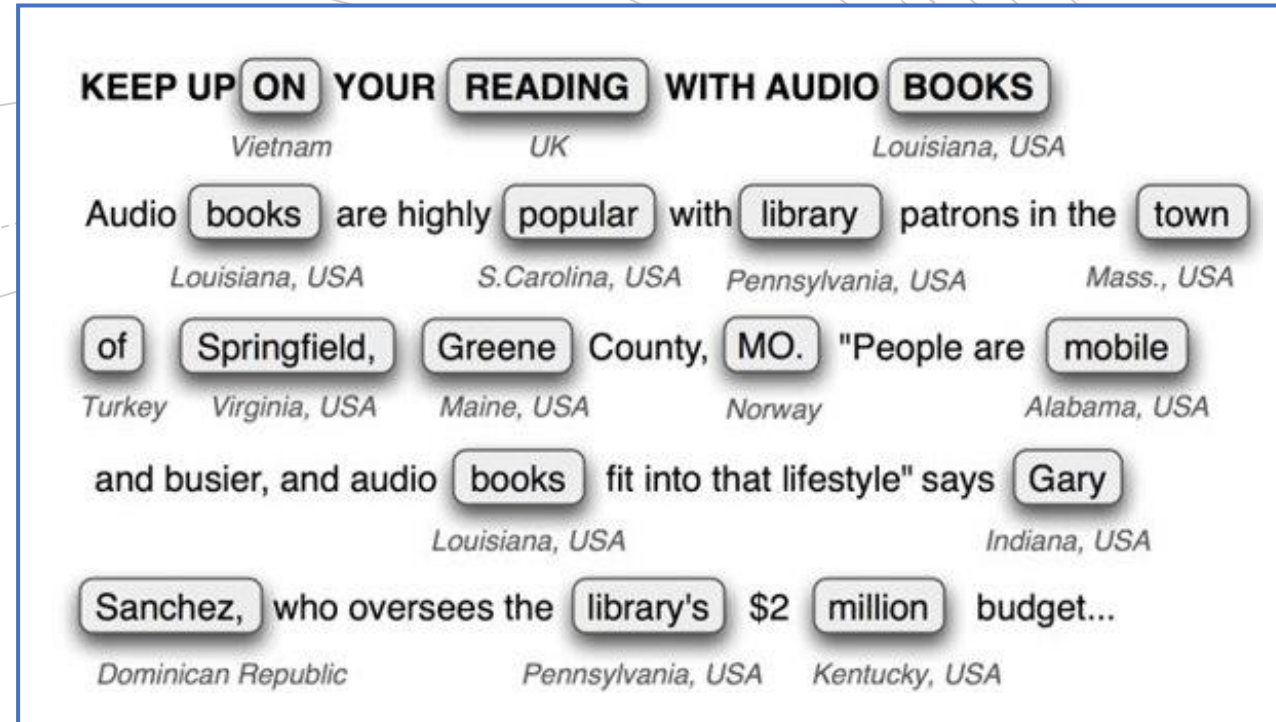 KEEP UP ON YOUR READING WITH AUDIO BOOKS
Vietnam UK Louisiana, USA
Audio books are highly popular with library patrons in the town
Louisiana, USA S.Carolina, USA Pennsylvania, USA Mass., USA
of Springfield, Greene County, MO. "People are mobile
Turkey Virginia, USA Maine, USA Norway Alabama, USA
and busier, and audio books fit into that lifestyle" says Gary
Louisiana, USA Indiana, USA
Sanchez, who oversees the library's $2 million budget...
Dominican Republic Pennsylvania, USA Kentucky, USA